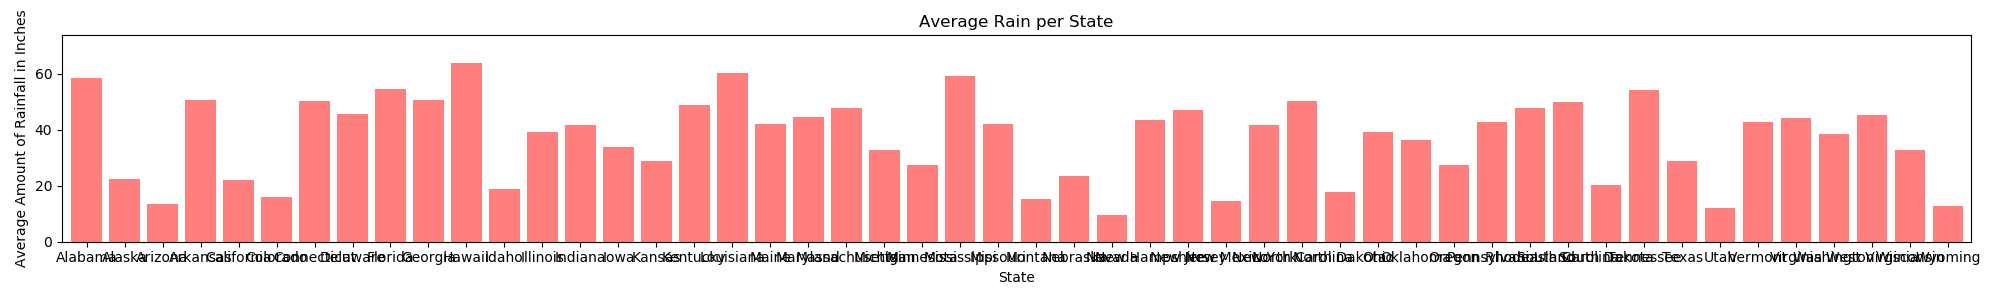 Average Rain per State
Average Amount of Rainfall in Inches
60
40
20
0
Alabama Alaska Arizona Arkansas California Colorado Connecticut Delaware Florida Georgia Hawaii Idaho Illinois Indiana Iowa Kansas Kentucky Louisiana Maine Maryland Massachusetts Michigan Minnesota Mississippi Missouri Montana Nebraska Nevada New Hampshire New Jersey New Mexico New York North Carolina North Dakota Ohio Oklahoma Oregon Pennsylvania Rhode Island South Carolina South Dakota Tennessee Texas Utah Vermont Virginia Washington West Virginia Wisconsin Wyoming
State